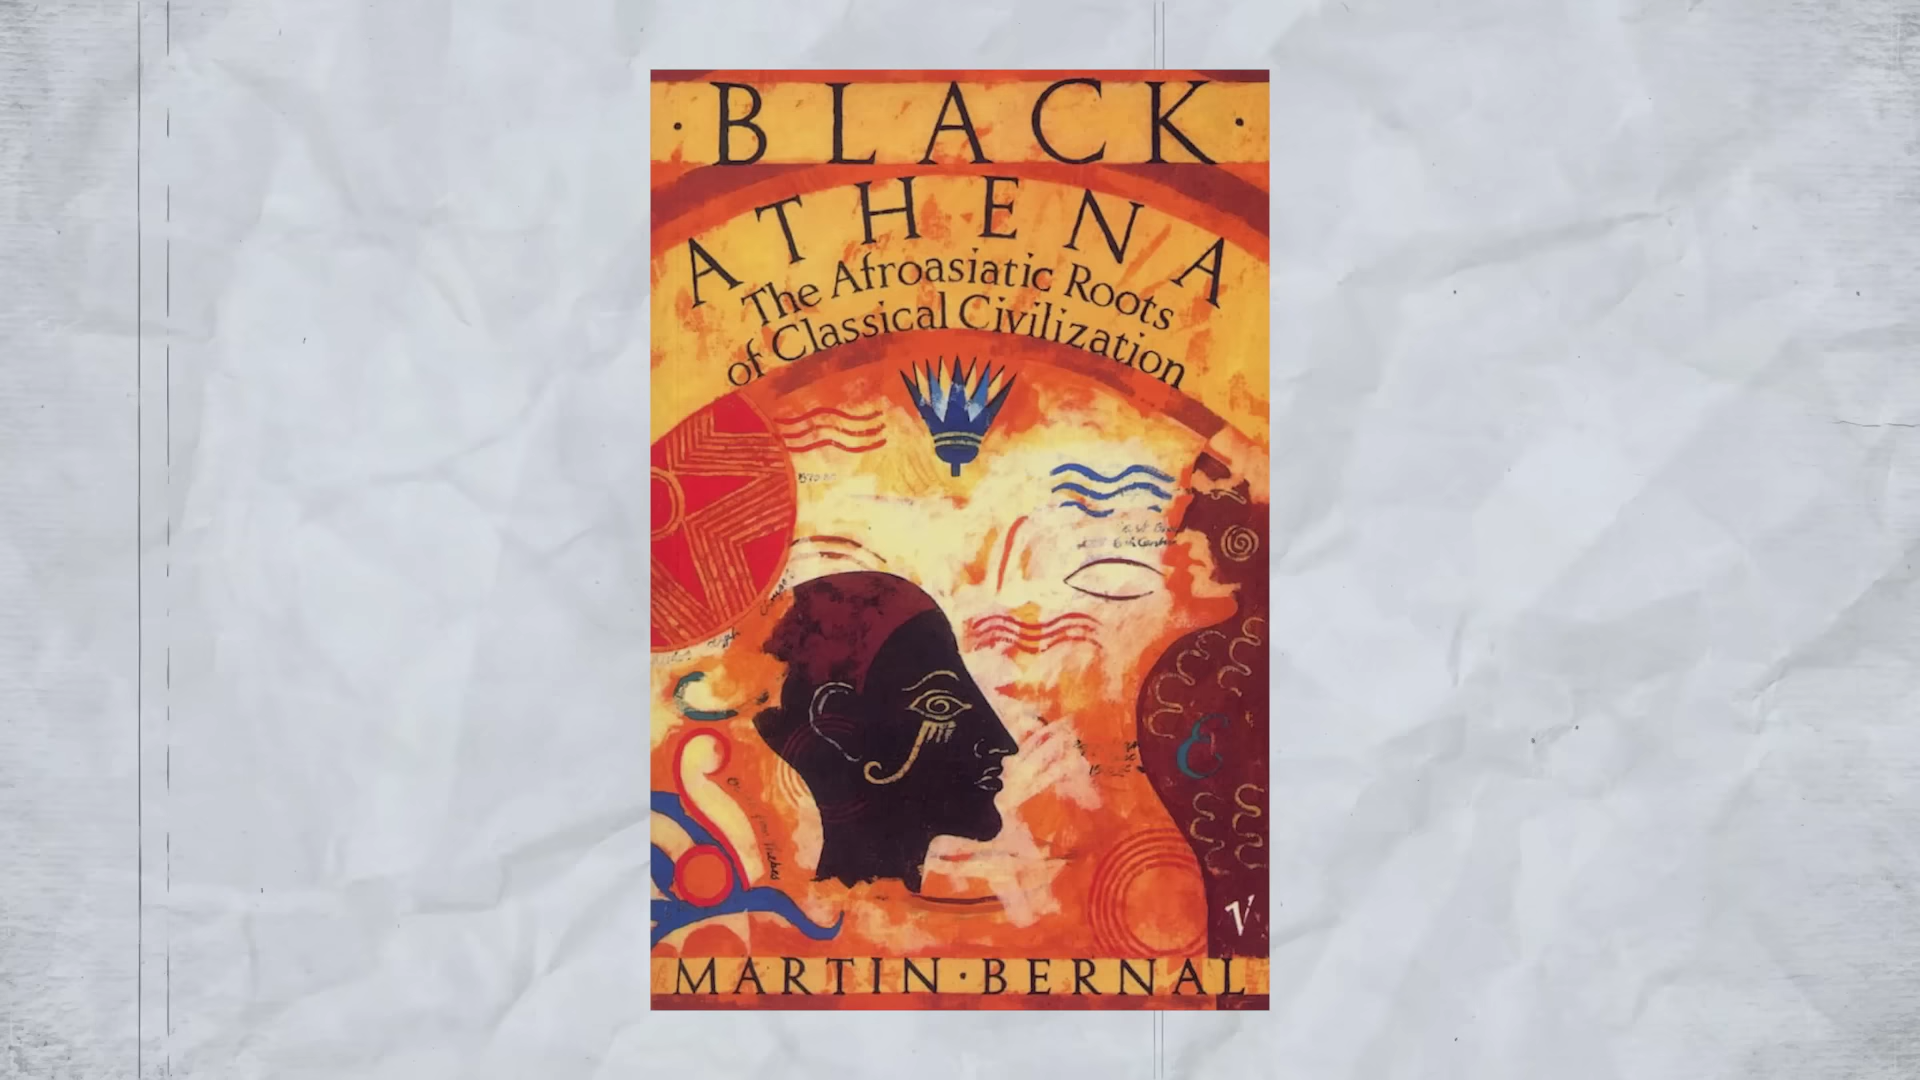 ·BLACK·
ATHENA
The Afroasiatic Roots
of Classical Civilization
V
MARTIN·BERNAL